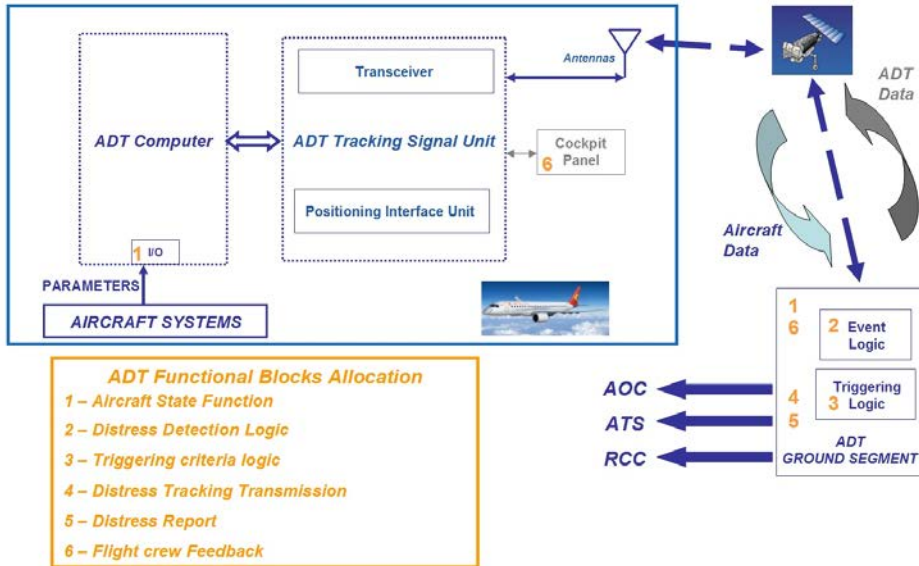 Transceiver
Antennas
ADT Computer
ADT Tracking Signal Unit
Cockpit
6 Panel
Positioning Interface Unit
1 I/O
PARAMETERS
AIRCRAFT SYSTEMS
ADT
Data
Aircraft
Data
1
6
2 Event
Logic
4
5
Triggering
3 Logic
ADT
GROUND SEGMENT
AOC
ATS
RCC
ADT Functional Blocks Allocation
1 – Aircraft State Function
2 – Distress Detection Logic
3 – Triggering criteria logic
4 – Distress Tracking Transmission
5 – Distress Report
6 – Flight crew Feedback